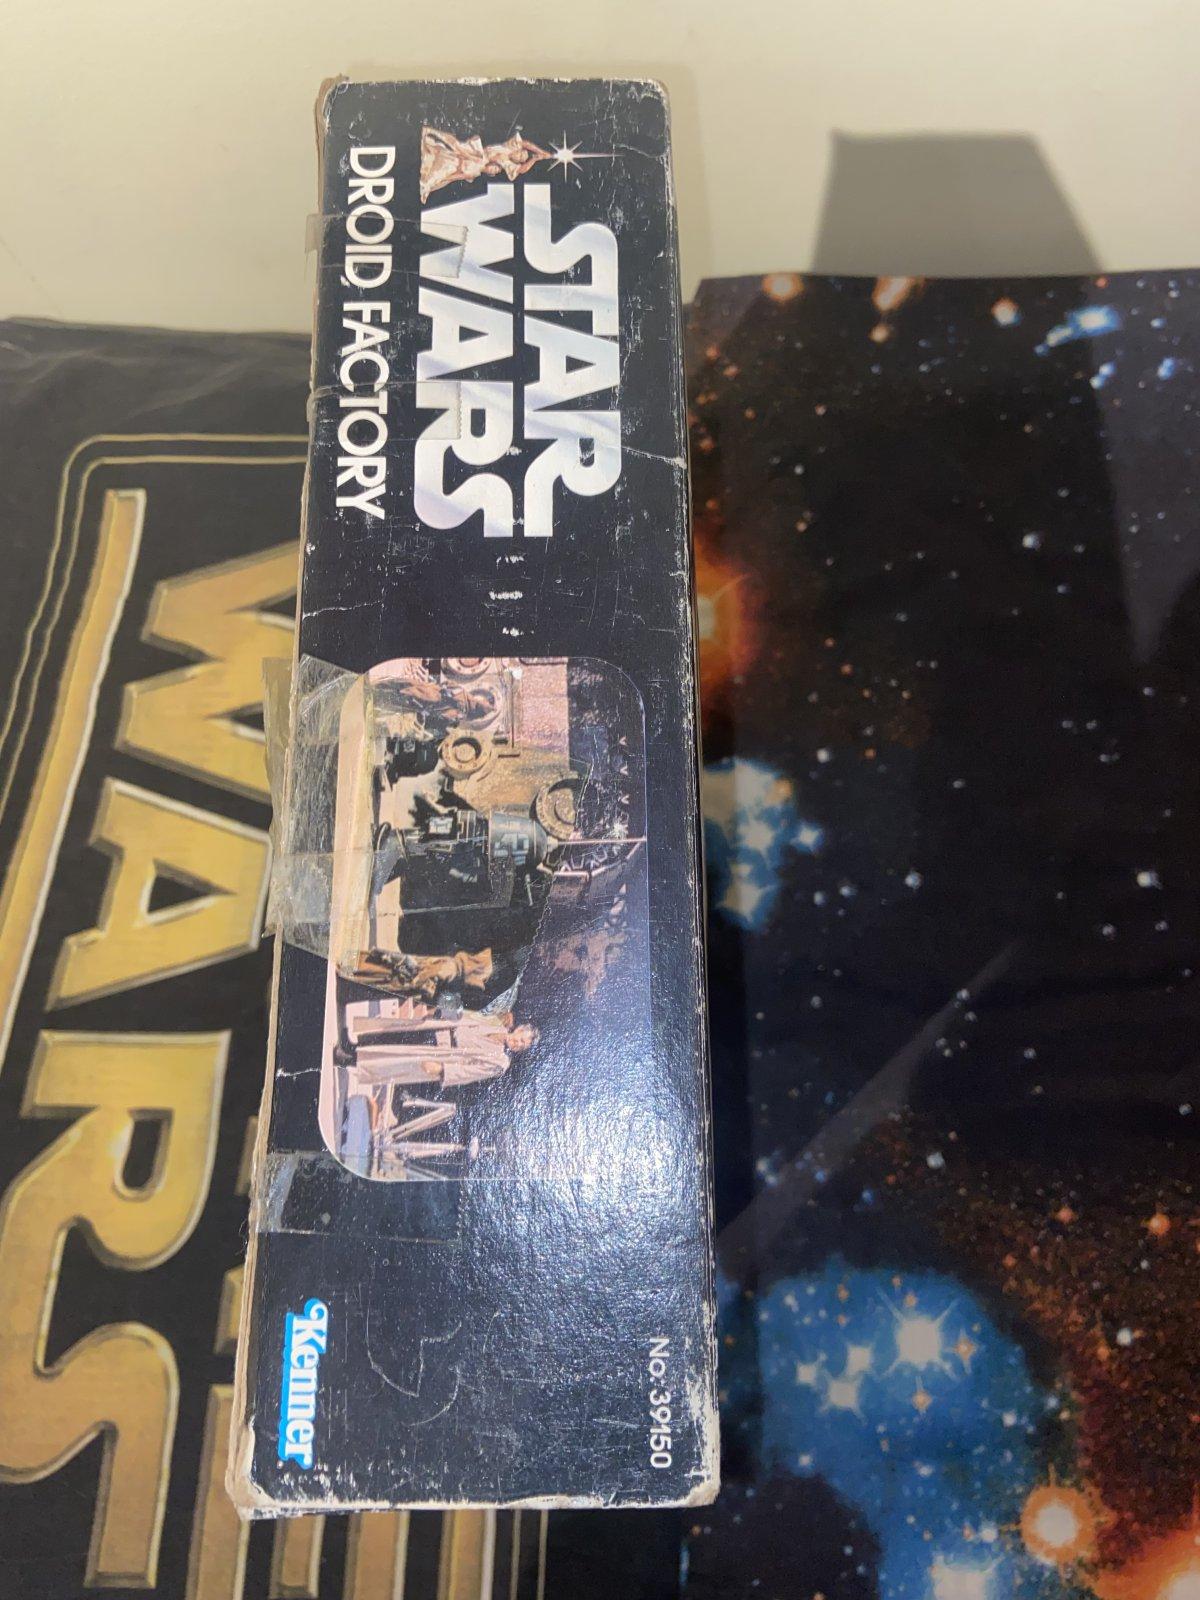 STAR
WARS
DROID FACTORY
No. 39150
Kenner
WARS